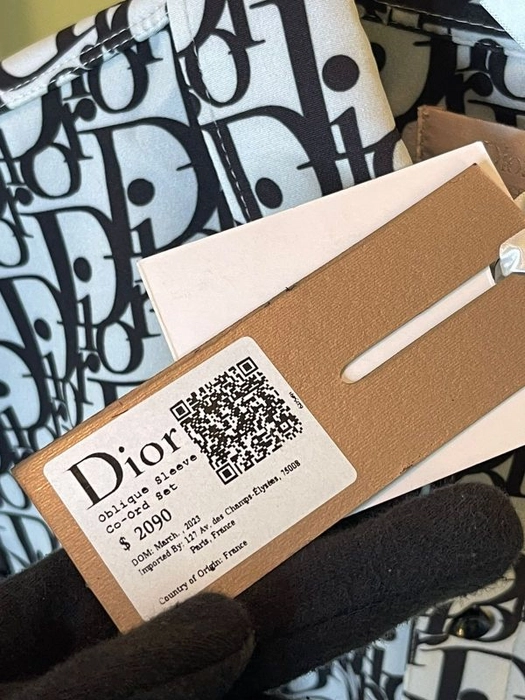 Dior
Oblique Sleeve
Co-ord Set
$ 2090
DOM: March, 2023
Imported By: 127 Av. des Champs-Élysées, 75008
Paris, France
Country of Origin: France